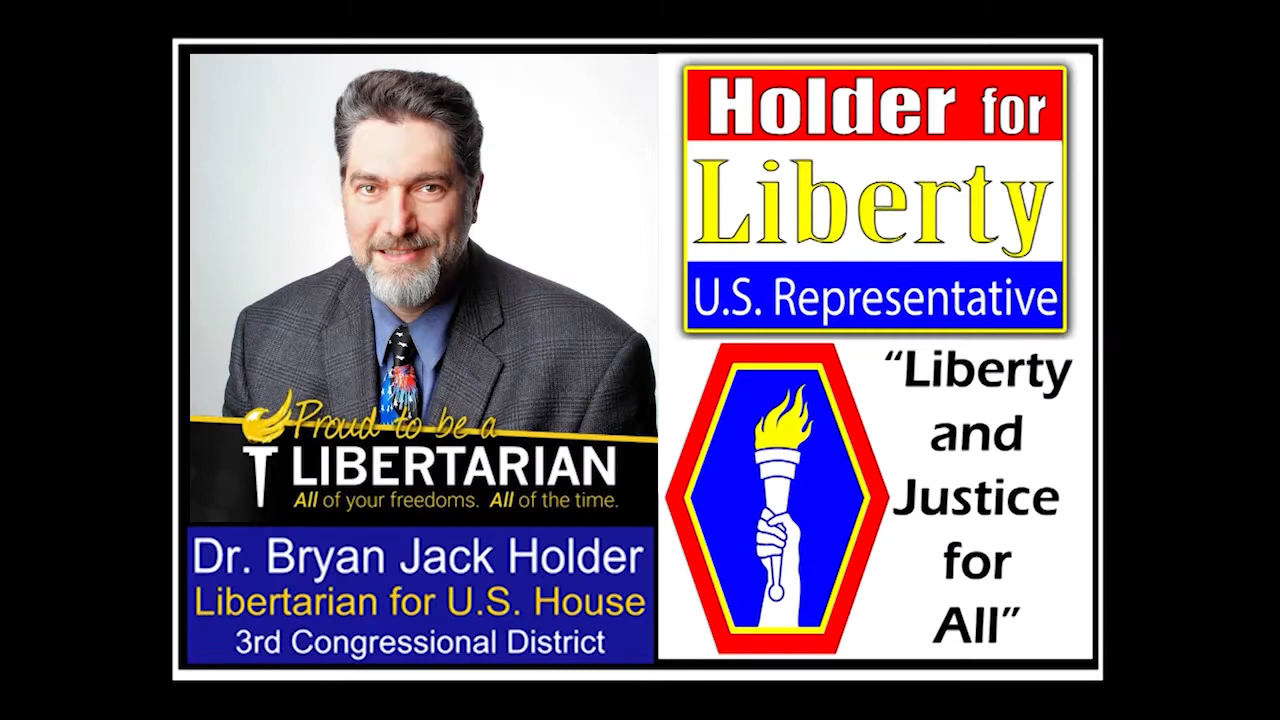 Proud to be a
LIBERTARIAN
All of your freedoms. All of the time.
Dr. Bryan Jack Holder
Libertarian for U.S. House
3rd Congressional District
Holder for
Liberty
U.S. Representative
“Liberty
and
Justice
for
All”